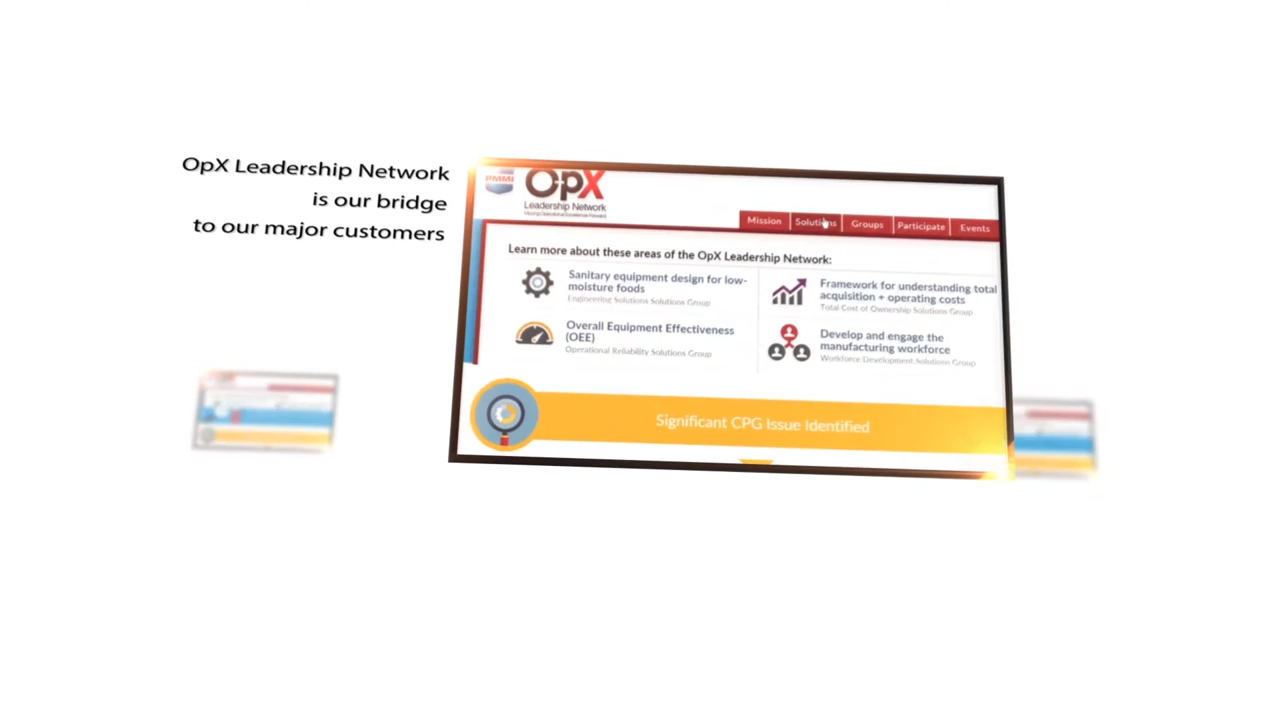 OpX Leadership Network
is our bridge
to our major customers
PMMI
OpX
Leadership Network
Mission
Solutions
Groups
Participate
Events
Learn more about these areas of the OpX Leadership Network:
Sanitary equipment design for low-
moisture foods
Engineering Solutions Solutions Group
Framework for understanding total
acquisition + operating costs
Total Cost of Ownership Solutions Group
Overall Equipment Effectiveness
(OEE)
Operational Reliability Solutions Group
Develop and engage the
manufacturing workforce
Workforce Development Solutions Group
Significant CPG Issue Identified